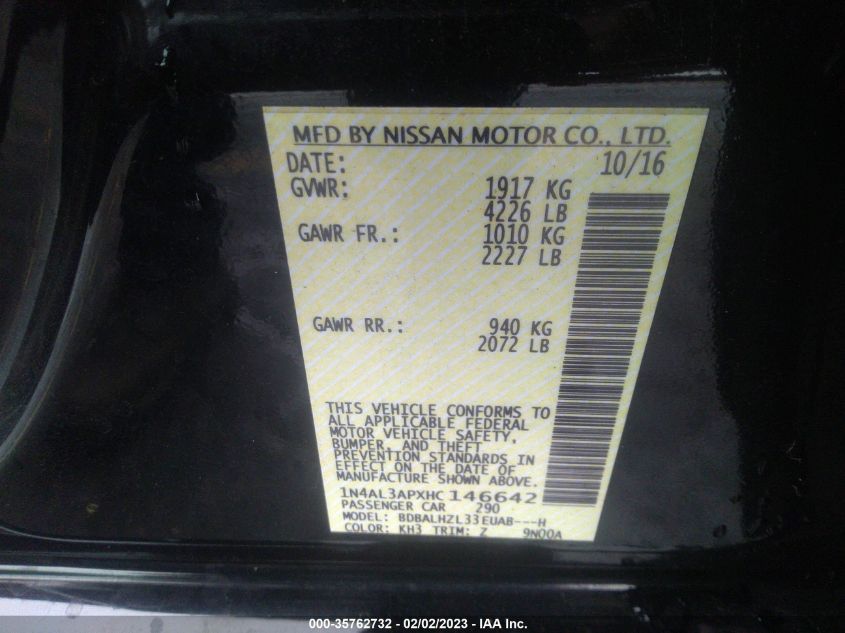 MFD BY NISSAN MOTOR CO., LTD.
DATE: 10/16
GVWR: 1917 KG
4226 LB
GAWR FR.: 1010 KG
2227 LB
GAWR RR.: 940 KG
2072 LB
THIS VEHICLE CONFORMS TO
ALL APPLICABLE FEDERAL
MOTOR VEHICLE SAFETY,
BUMPER, AND THEFT
PREVENTION STANDARDS IN
EFFECT ON THE DATE OF
MANUFACTURE SHOWN ABOVE.
1N4AL3APXHC146642
PASSENGER CAR 290
MODEL: BDBALHZL33EUAB---H
COLOR: KH3 TRIM: Z 9N00A
000-35762732 - 02/02/2023 - IAA Inc.